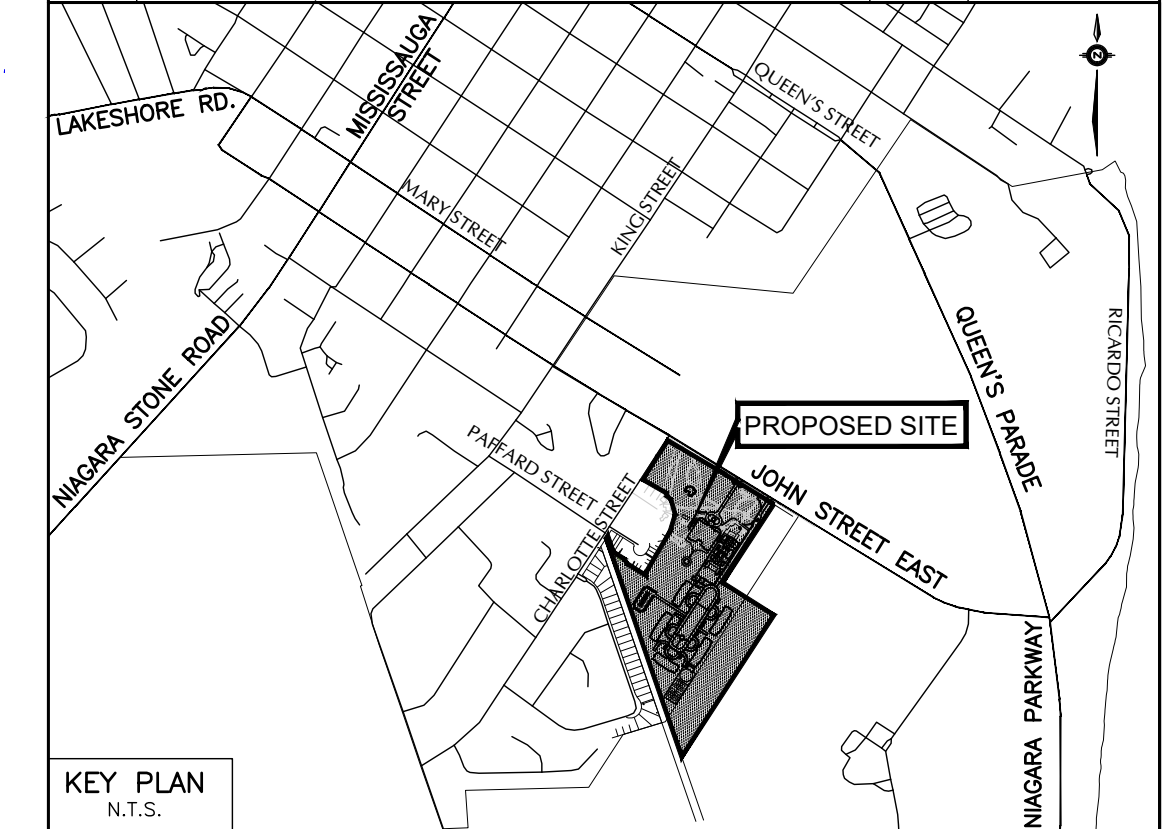 MISSISSAUGA
STREET
LAKESHORE RD.
QUEEN'S STREET
MARY STREET
KING STREET
NIAGARA STONE ROAD
QUEEN'S PARADE
RICARDO STREET
PROPOSED SITE
PAFFARD STREET
JOHN STREET EAST
CHARLOTTE STREET
NIAGARA PARKWAY
KEY PLAN
N.T.S.
N